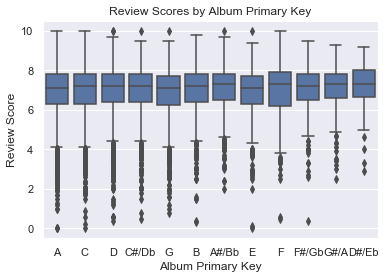 Review Scores by Album Primary Key
10
8
6
4
2
0
Review Score
A C D C#/Db G B A#/Bb E F F#/Gb G#/A D#/Eb
Album Primary Key